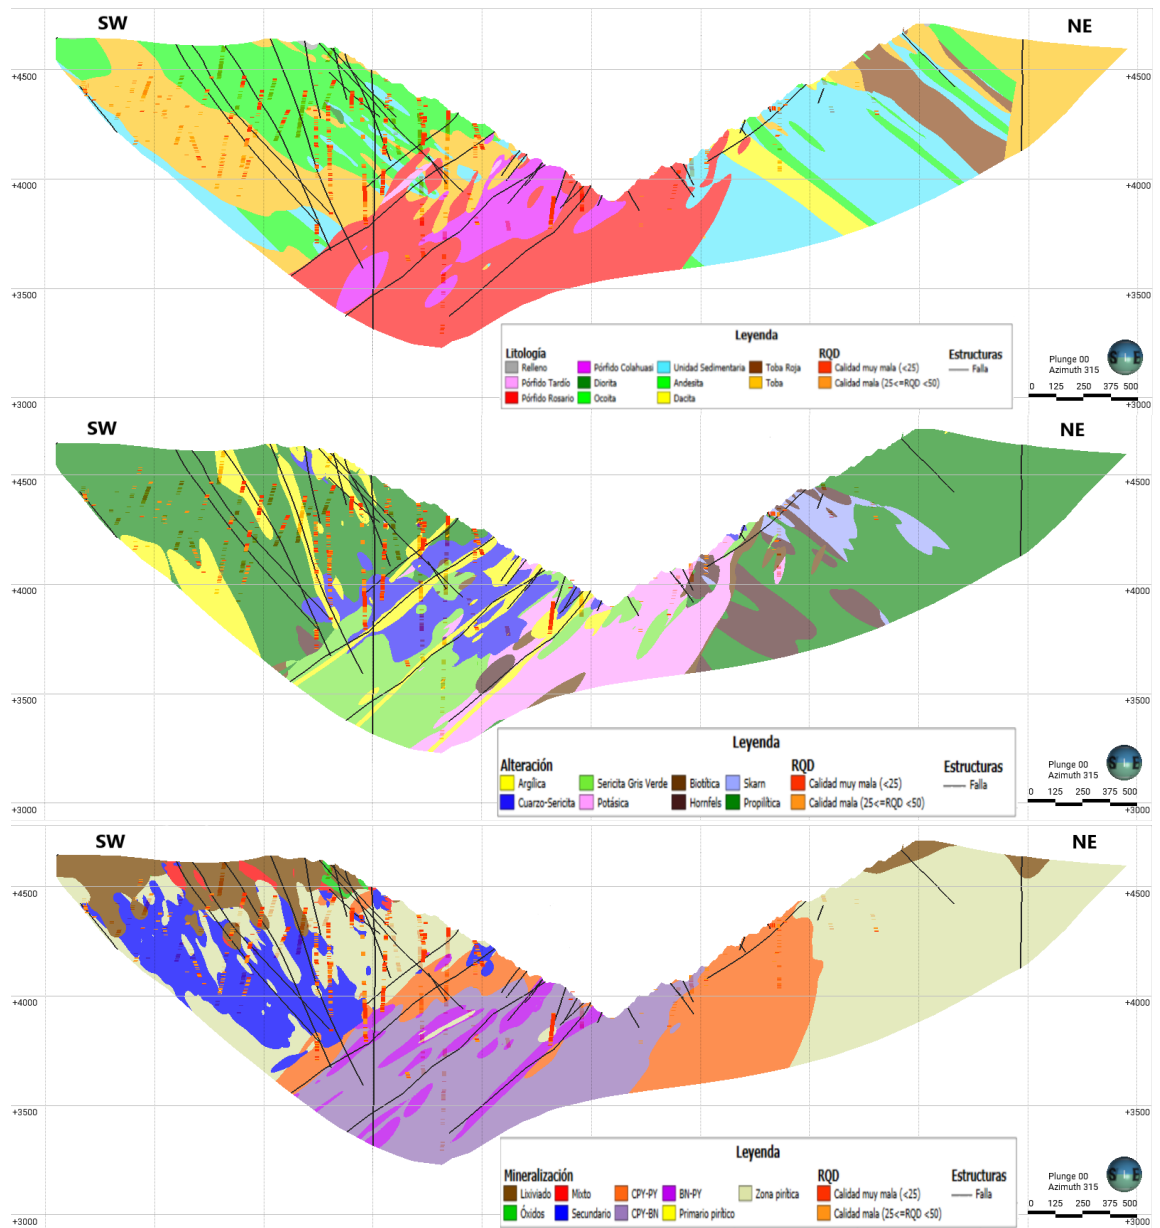 SW NE
+4500
+4000
+3500
+3000
Leyenda
Litología RQD Estructuras
Relleno Pórfido Colahuasi Unidad Sedimentaria Toba Roja Calidad muy mala (<25) Falla
Pórfido Tardío Diorita Andesita Toba Calidad mala (25<=RQD <50)
Pórfido Rosario Ocoita Dacita
Plunge 00
Azimuth 315
0 125 250 375 500
+3000
SW NE
+4500
+4500
+4000
+4000
+3500
+3500
Leyenda
Alteración RQD Estructuras
Argílica Sericita Gris Verde Biotítica Skarn Calidad muy mala (<25) Falla
Cuarzo-Sericita Potásica Hornfels Propilítica Calidad mala (25<=RQD <50)
Plunge 00
Azimuth 315
0 125 250 375 500
+3000
+3000
SW NE
+4500
+4500
+4000
+4000
+3500
+3500
Leyenda
Mineralización RQD Estructuras
Lixiviado Mixto CPY-PY BN-PY Zona pirítica Calidad muy mala (<25) Falla
Óxidos Secundario CPY-BN Primario pirítico Calidad mala (25<=RQD <50)
Plunge 00
Azimuth 315
0 125 250 375 500
+3000
+3000